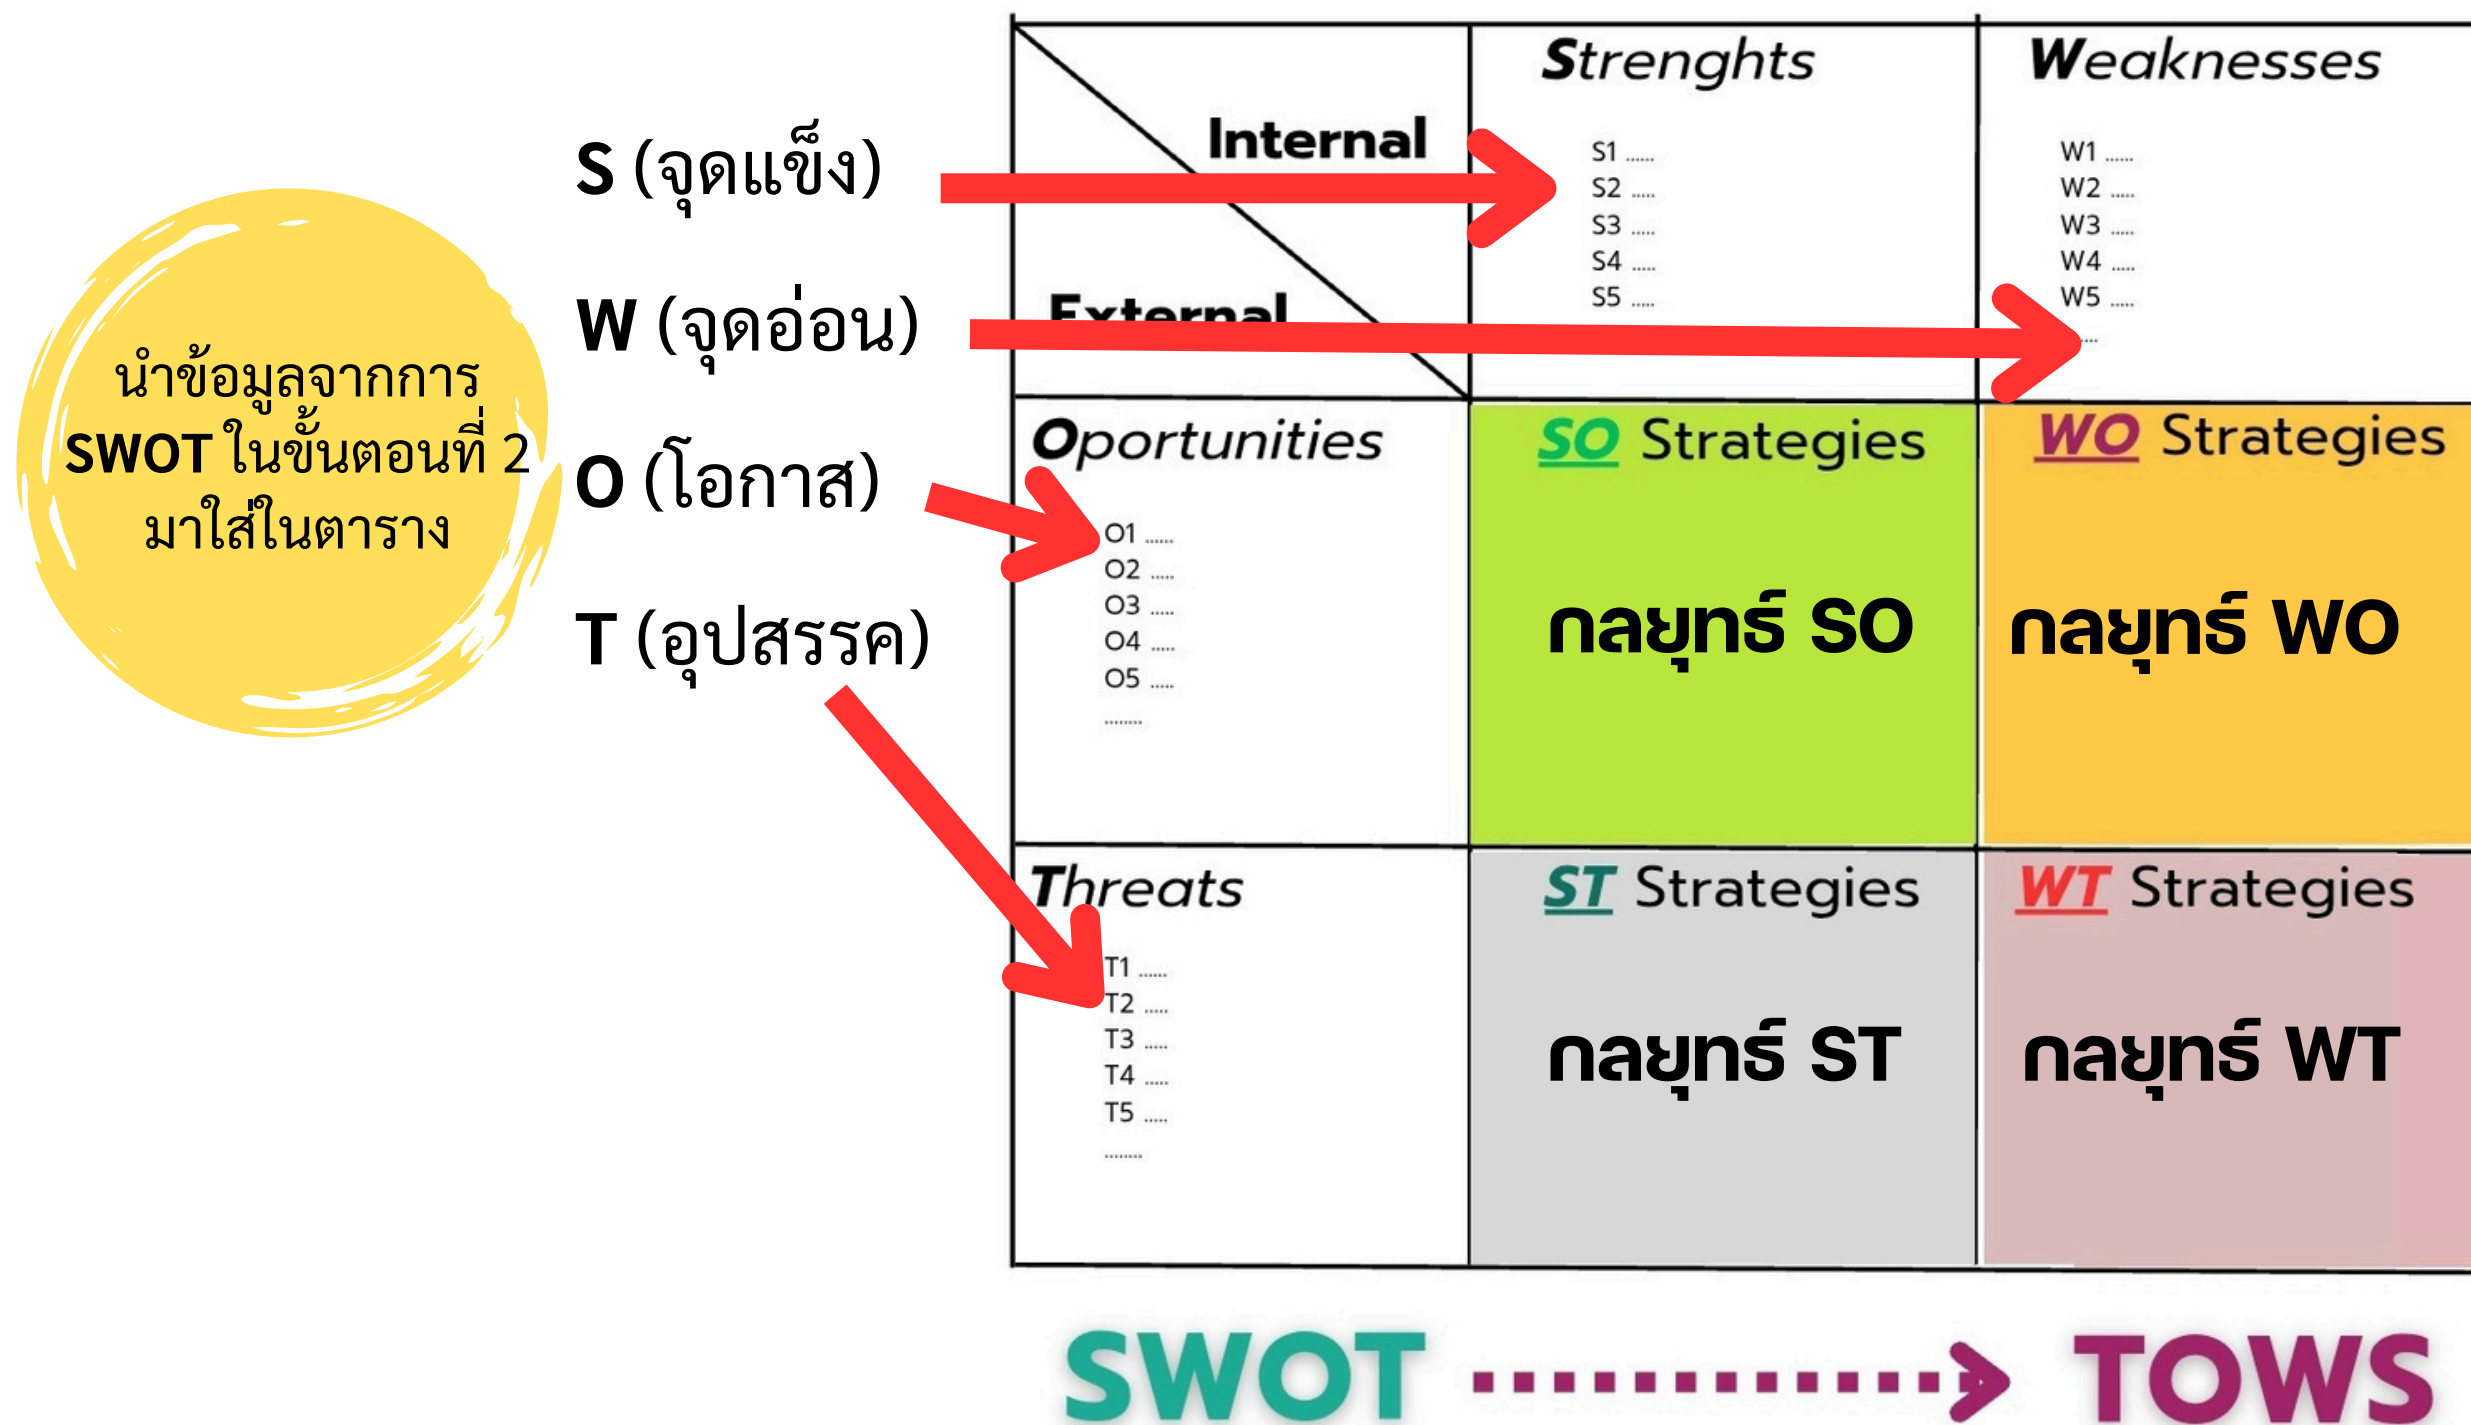 นำข้อมูลจากการ
SWOT ในขั้นตอนที่ 2
มาใส่ในตาราง
S (จุดแข็ง)
W (จุดอ่อน)
O (โอกาส)
T (อุปสรรค)
Internal
External
Strenghts
S1 ......
S2 .....
S3 .....
S4 .....
S5 .....
Weaknesses
W1 ......
W2 .....
W3 .....
W4 .....
W5 .....
Oportunities
O1 ......
O2 .....
O3 .....
O4 .....
O5 .....
........
SO Strategies
กลยุทธ์ SO
WO Strategies
กลยุทธ์ WO
Threats
T1 ......
T2 .....
T3 .....
T4 .....
T5 .....
........
ST Strategies
กลยุทธ์ ST
WT Strategies
กลยุทธ์ WT
SWOT
TOWS